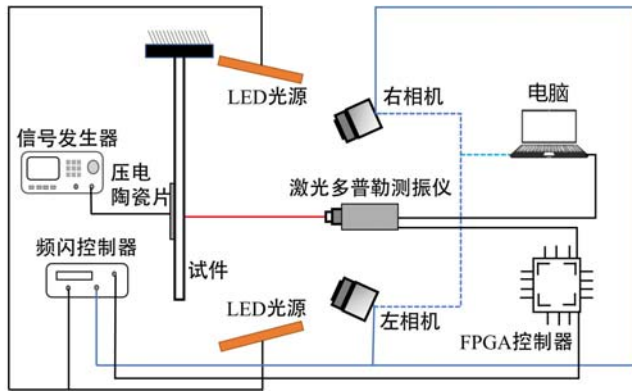 LED光源
右相机
电脑
信号发生器
压电
陶瓷片
激光多普勒测振仪
频闪控制器
试件
LED光源
左相机
FPGA控制器